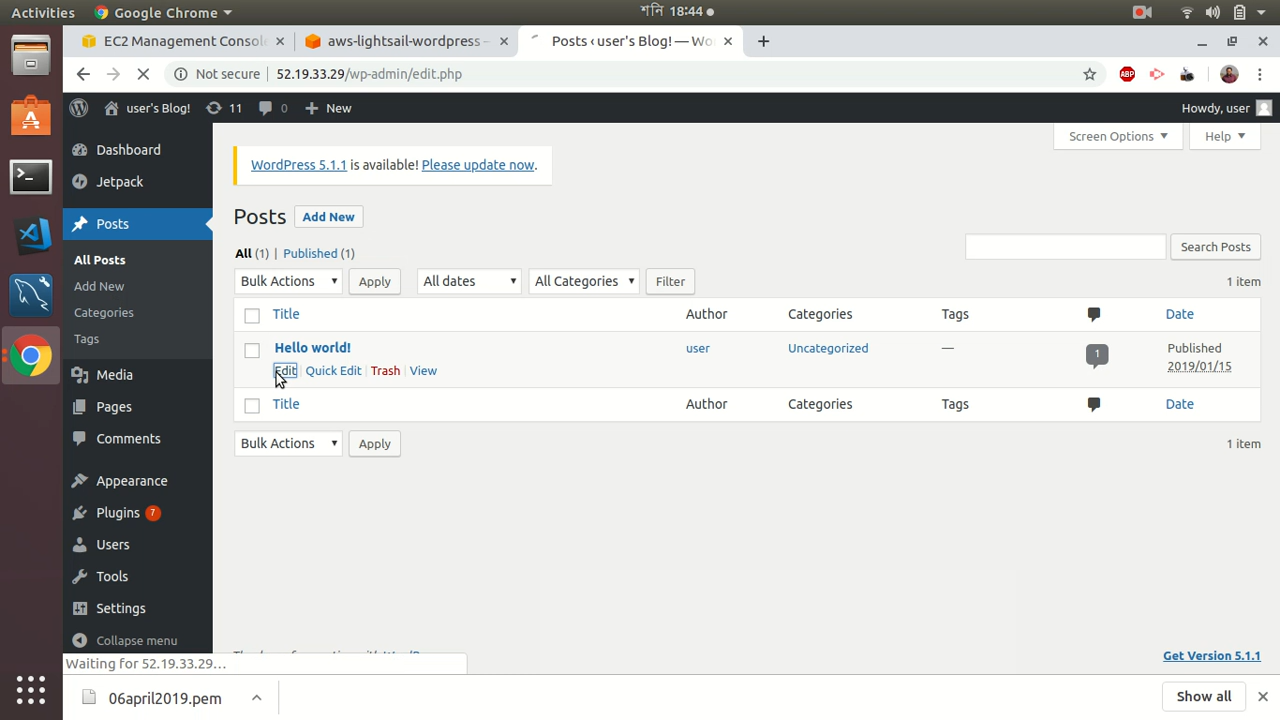 Activities Google Chrome শনি 18:44
EC2 Management Consol aws-lightsail-wordpress – Posts ‹ user's Blog! — Wo
Not secure 52.19.33.29/wp-admin/edit.php ABP
user's Blog! 11 0 New Howdy, user
Screen Options Help
Dashboard
Jetpack
Posts
All Posts
Add New
Categories
Tags
Media
Pages
Comments
Appearance
Plugins 7
Users
Tools
Settings
Collapse menu
WordPress 5.1.1 is available! Please update now.
Posts Add New
All (1) | Published (1) Search Posts
Bulk Actions Apply All dates All Categories Filter 1 item
Title Author Categories Tags Date
Hello world! user Uncategorized — 1 Published
2019/01/15
Edit | Quick Edit | Trash | View
Title Author Categories Tags Date
Bulk Actions Apply 1 item
Get Version 5.1.1
Waiting for 52.19.33.29...
06april2019.pem Show all